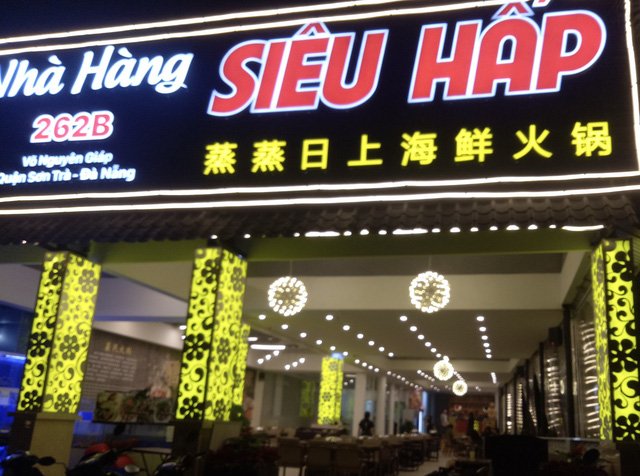 Nhà Hàng
SIÊU HẤP
262B
Võ Nguyên Giáp
Quận Sơn Trà - Đà Nẵng
蒸蒸日上海鲜火锅